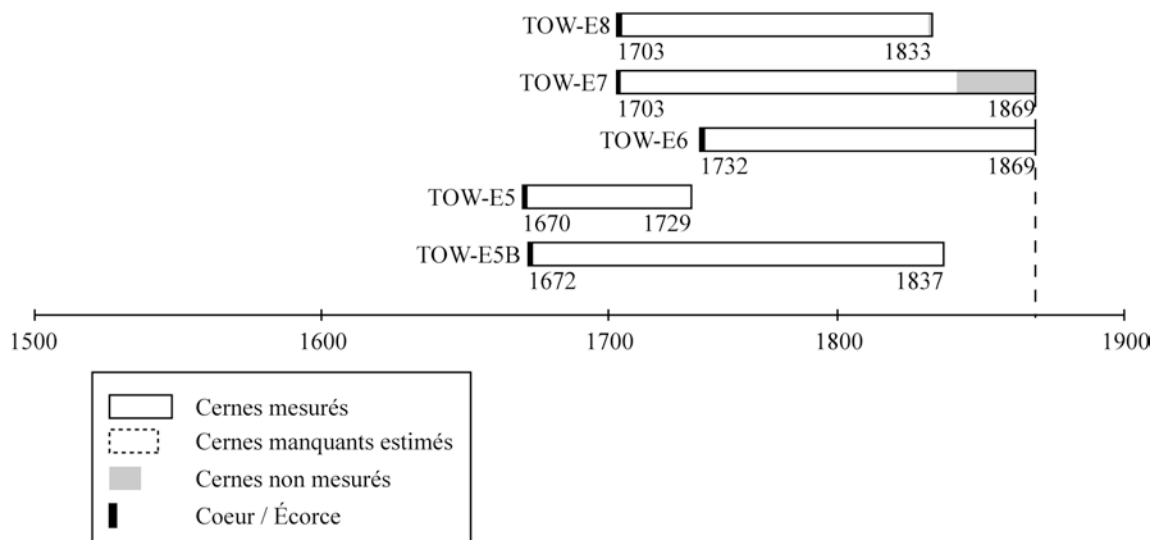 TOW-E8
1703 1833
TOW-E7
1703 1869
TOW-E6
1732 1869
TOW-E5
1670 1729
TOW-E5B
1672 1837
1500 1600 1700 1800 1900
Cernes mesurés
Cernes manquants estimés
Cernes non mesurés
Coeur / Écorce